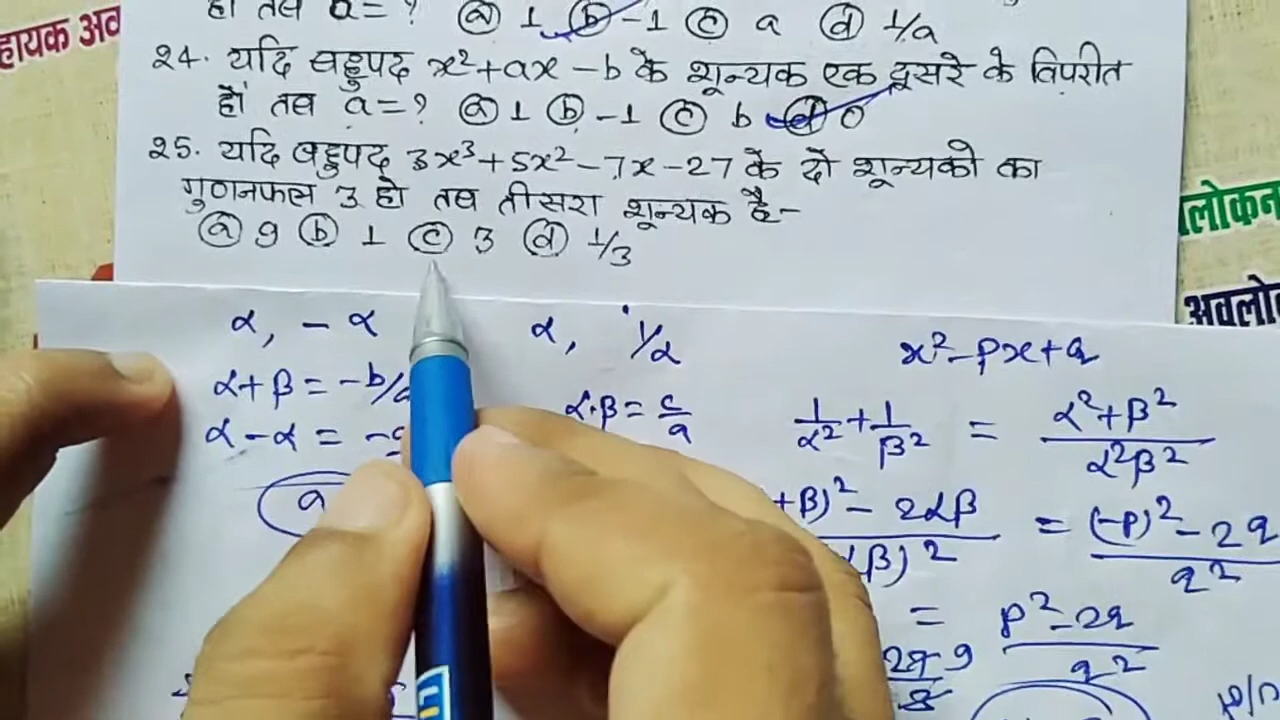 हो तब a = ? ⓐ 1 ⓑ -1 ⓒ a ⓓ 1/a
हायक अव
24. यदि बहुपद x²+ax-b के शून्यक एक दूसरे के विपरीत
हों तब a=? ⓐ 1 ⓑ -1 ⓒ b ⓓ 0
25. यदि बहुपद 3x³+5x²-7x-27 के दो शून्यको का
गुणनफल 3 हो तब तीसरा शून्यक है-
ⓐ 9 ⓑ 1 ⓒ 3 ⓓ 1/3
लोकन
अवलो
α, -α
α+β = -b/
α-α = -
a
α, 1/α
α·β = c/a
x²-px+q
1/α² + 1/β² = α²+β²/α²β²
+β)²-2αβ / β)² = (-p)²-2q / q²
= p²-2q / q²